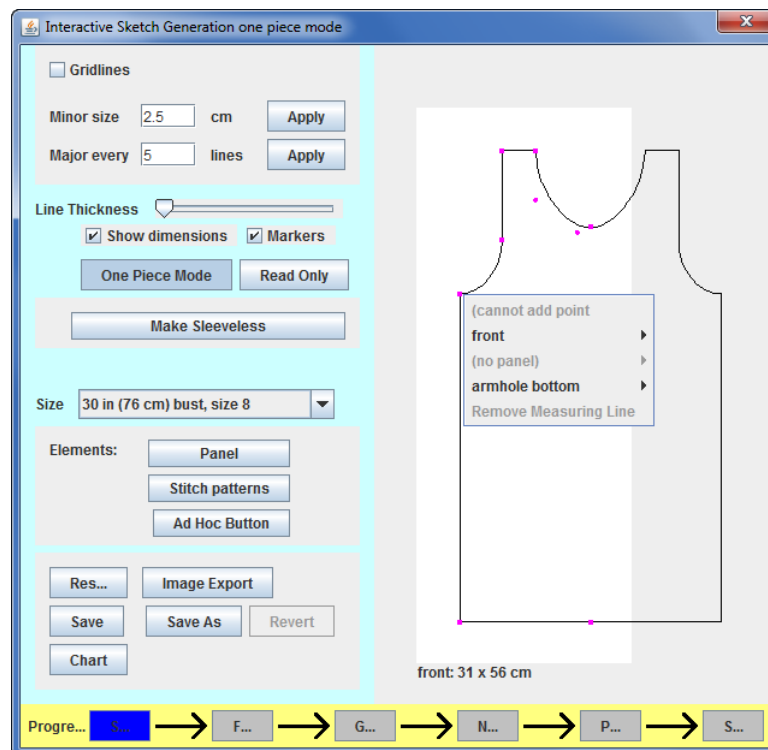 Interactive Sketch Generation one piece mode
Gridlines
Minor size 2.5 cm Apply
Major every 5 lines Apply
Line Thickness
Show dimensions Markers
One Piece Mode Read Only
Make Sleeveless
Size 30 in (76 cm) bust, size 8
Elements: Panel
Stitch patterns
Ad Hoc Button
Res... Image Export
Save Save As Revert
Chart
(cannot add point
front
(no panel)
armhole bottom
Remove Measuring Line
front: 31 x 56 cm
Progre... S... F... G... N... P... S...